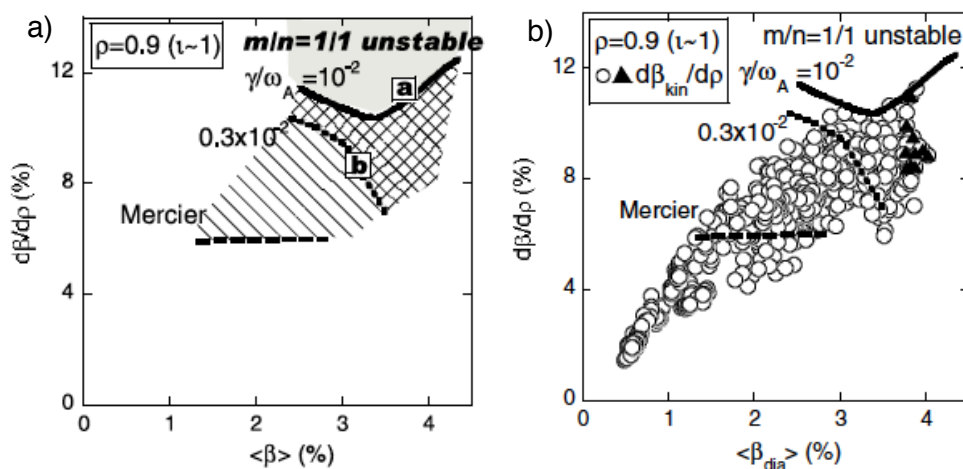 a)
ρ=0.9 (ι~1)
m/n=1/1 unstable
γ/ω_A =10⁻²
a
0.3x10⁻²
b
Mercier
12
8
4
0
0 1 2 3 4
dβ/dρ (%)
<β> (%)
b)
ρ=0.9 (ι~1)
○▲dβ_kin/dρ
m/n=1/1 unstable
γ/ω_A =10⁻²
0.3x10⁻²
Mercier
12
8
4
0
0 1 2 3 4
dβ/dρ (%)
<β_dia> (%)